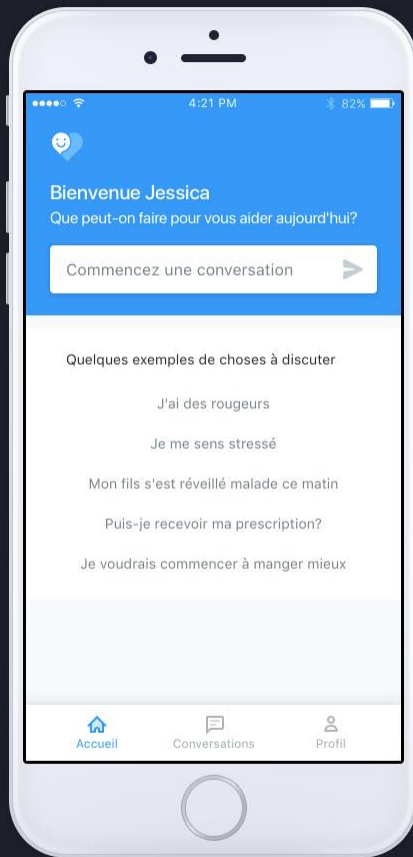 4:21 PM
82%
Bienvenue Jessica
Que peut-on faire pour vous aider aujourd'hui?
Commencez une conversation
Quelques exemples de choses à discuter
J'ai des rougeurs
Je me sens stressé
Mon fils s'est réveillé malade ce matin
Puis-je recevoir ma prescription?
Je voudrais commencer à manger mieux
Accueil
Conversations
Profil